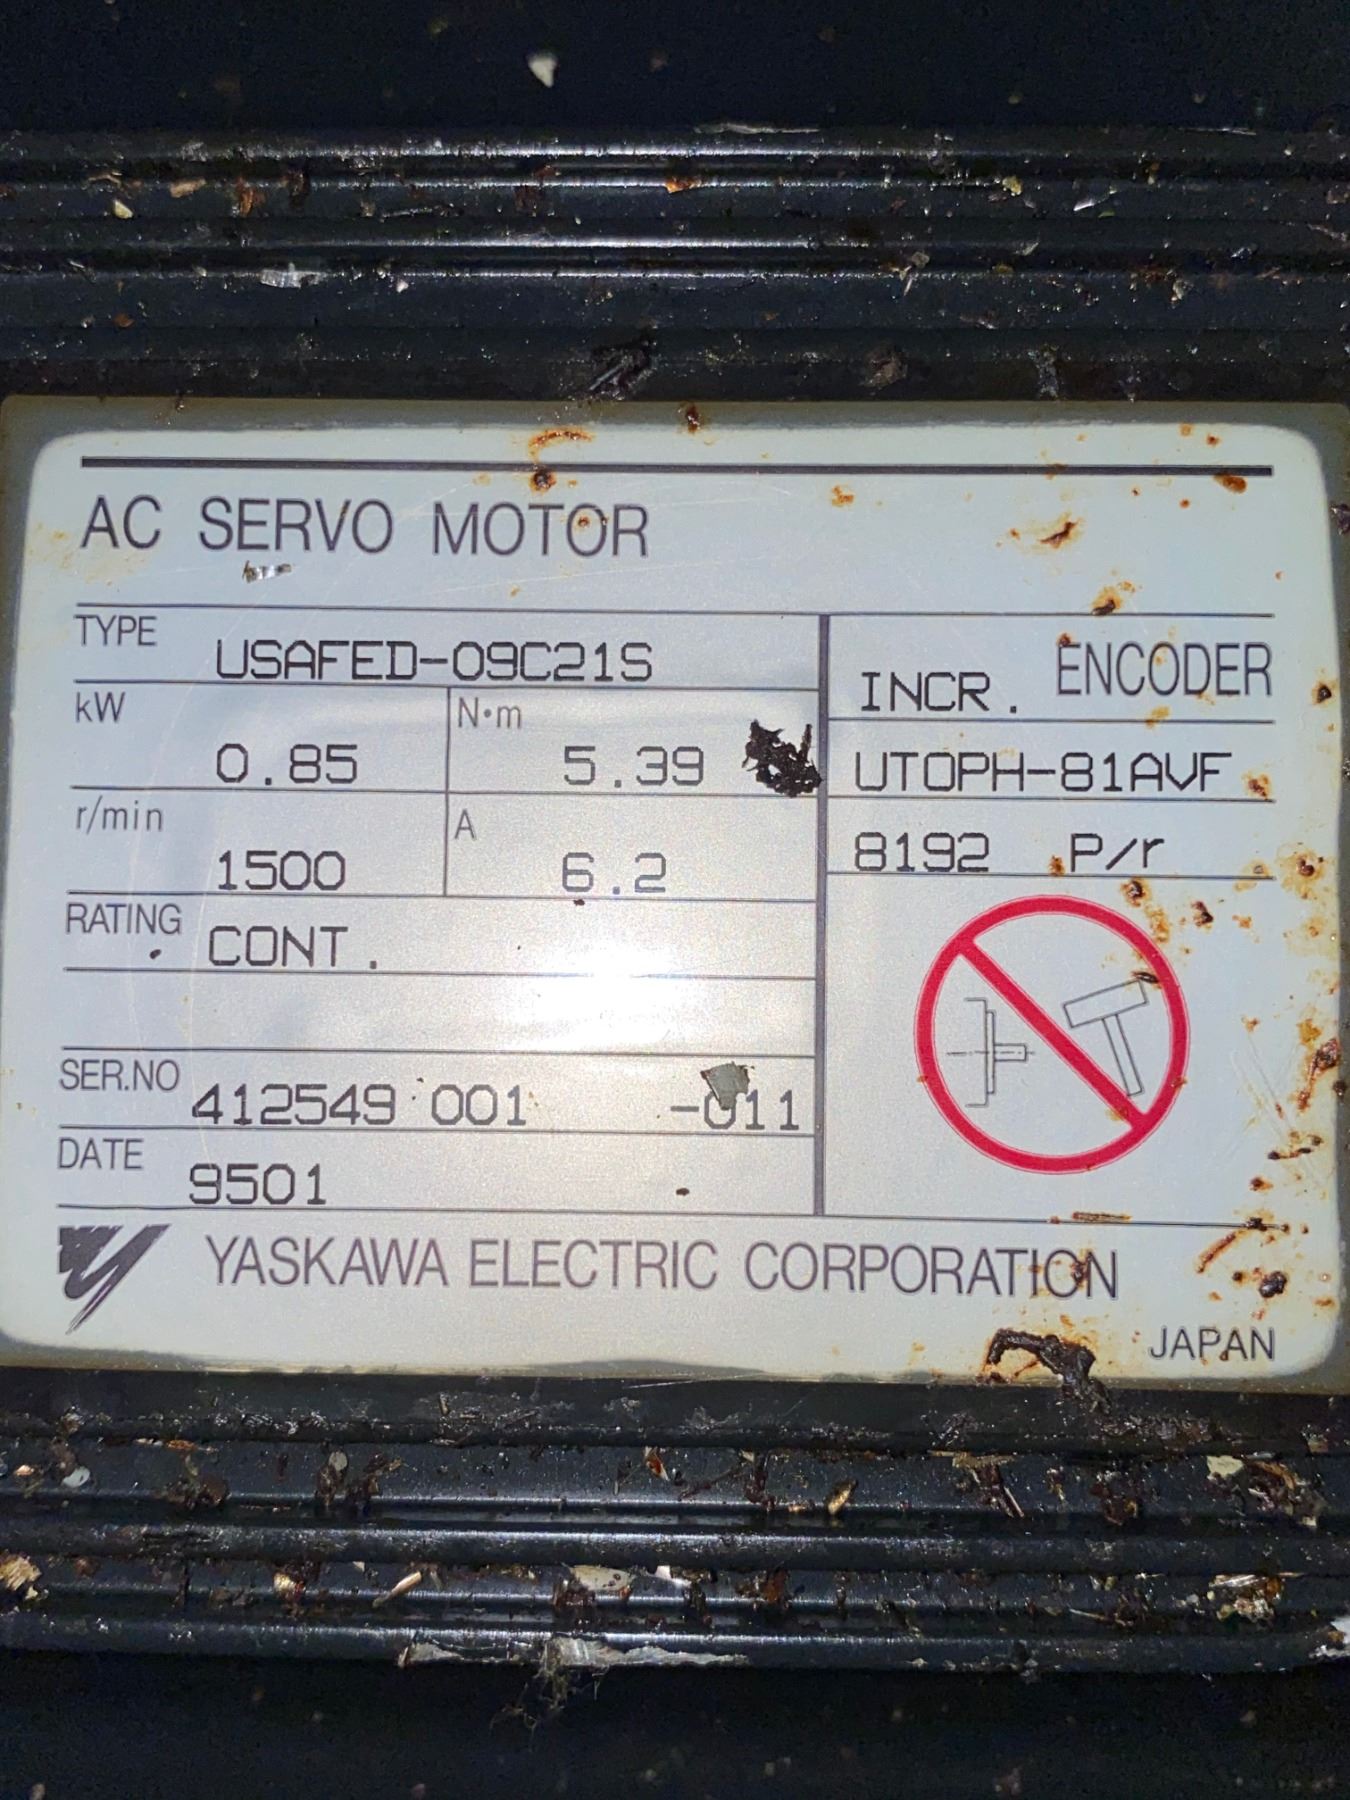 AC SERVO MOTOR
TYPE USAFED-09C21S
kW 0.85 N•m 5.39
r/min 1500 A 6.2
RATING CONT.
SER.NO 412549 001 -011
DATE 9501
INCR. ENCODER
UTOPH-81AVF
8192 P/r
YASKAWA ELECTRIC CORPORATION
JAPAN